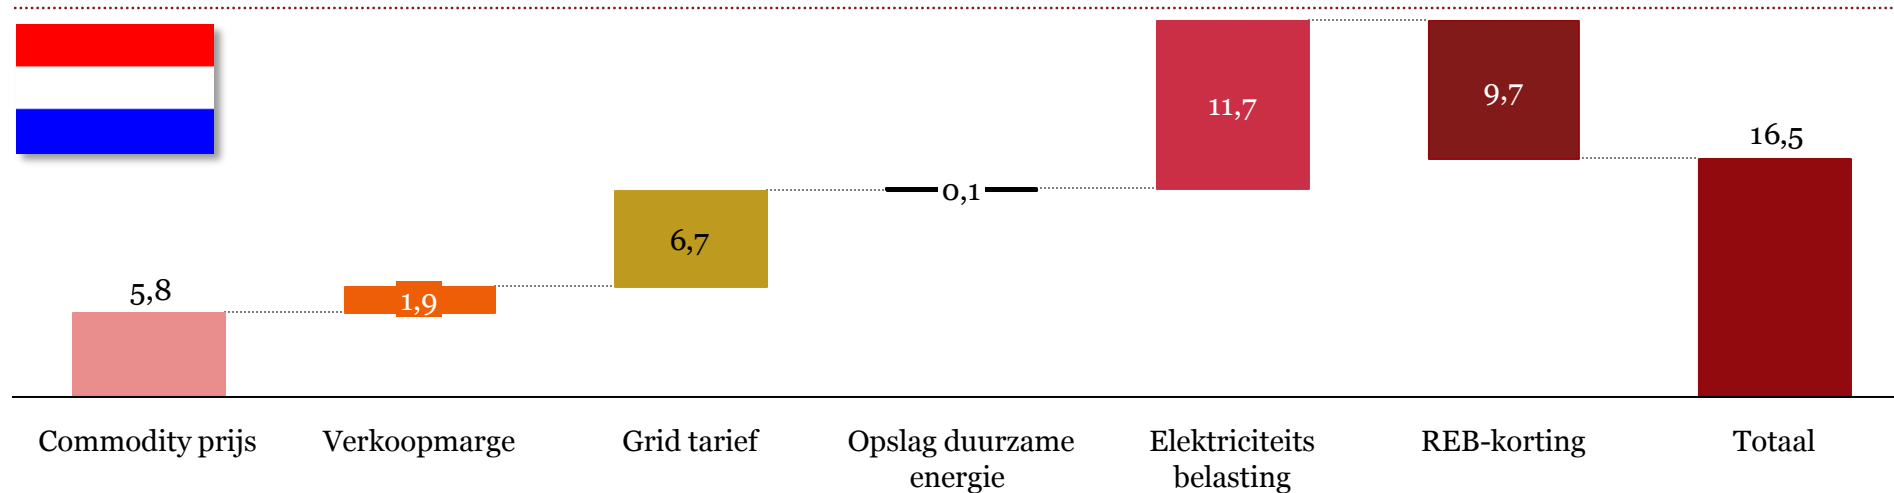 11,7
9,7
16,5
0,1
6,7
5,8
1,9
Commodity prijs
Verkoopmarge
Grid tarief
Opslag duurzame
energie
Elektriciteits
belasting
REB-korting
Totaal